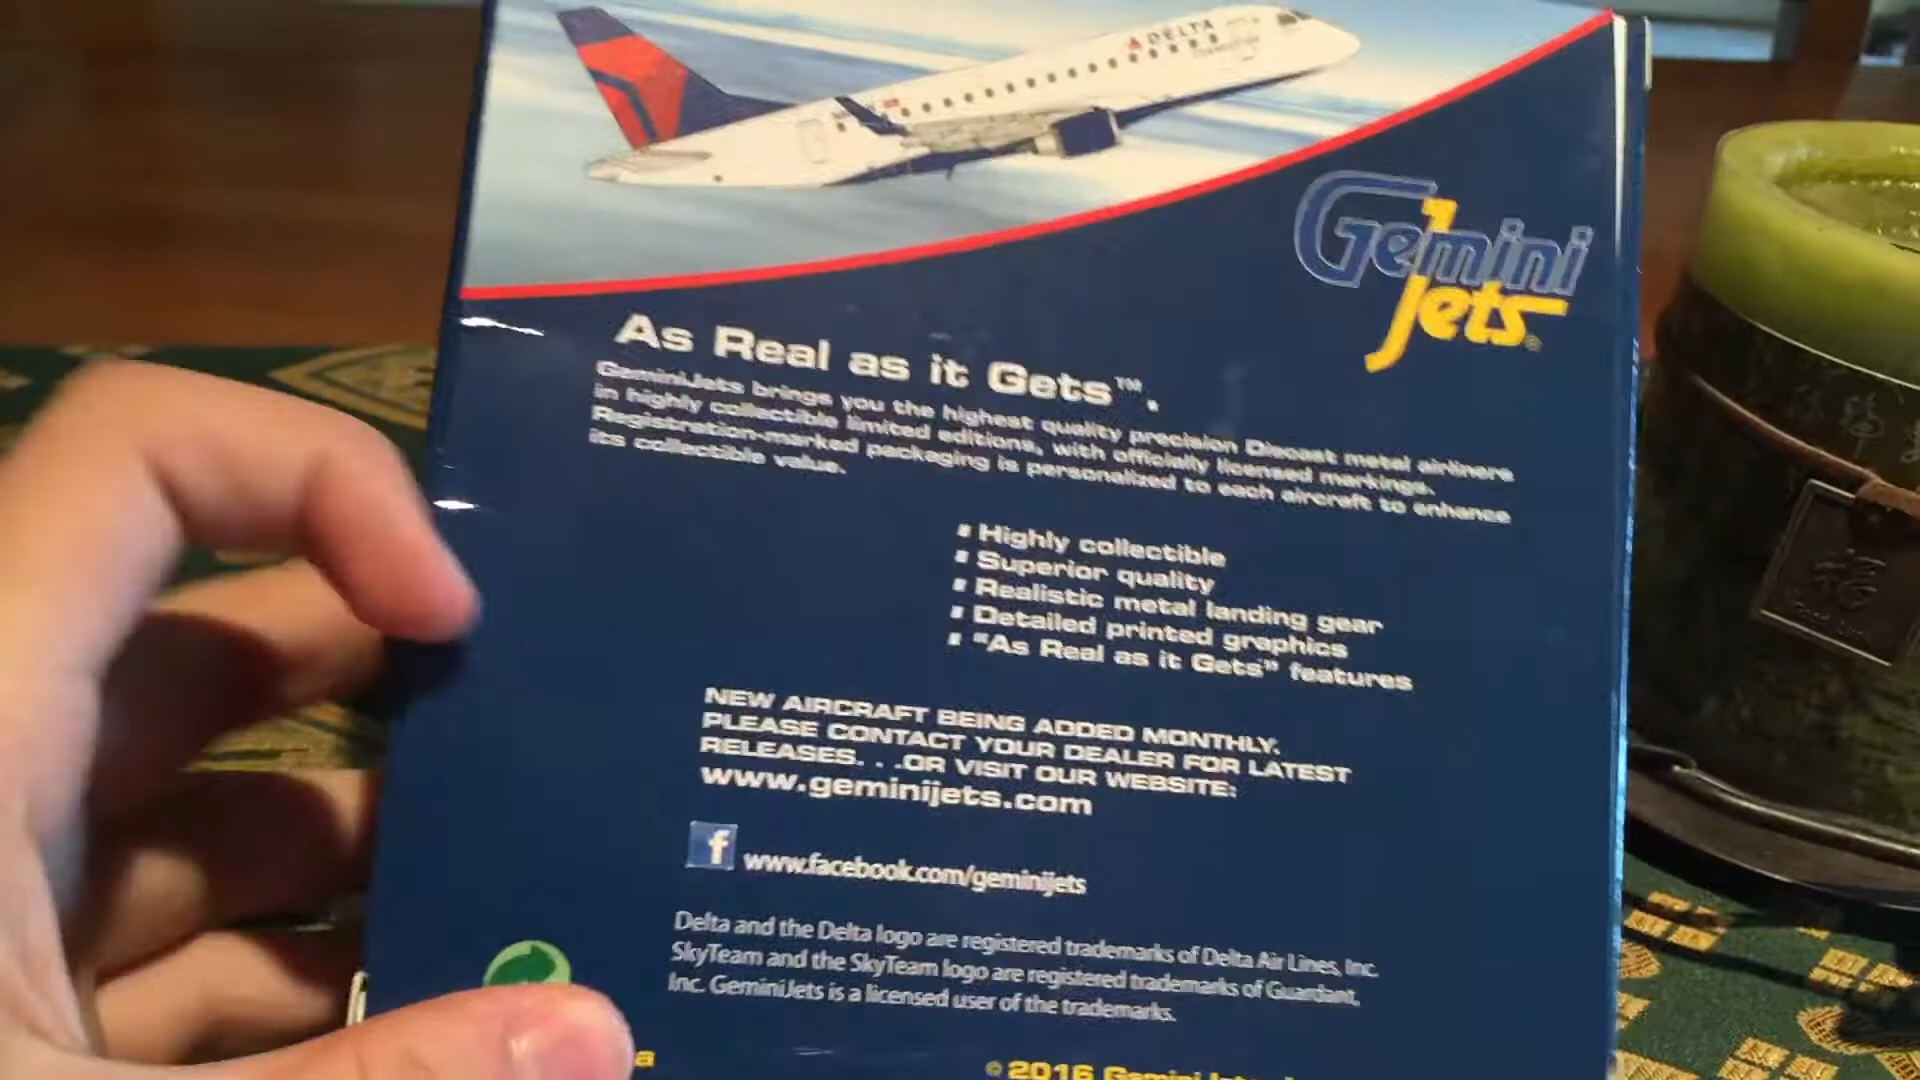 DELTA
Gemini
Jets
As Real as it Gets™.
GeminiJets brings you the highest quality precision Diecast metal airliners
in highly collectible limited editions, with officially licensed markings.
Registration-marked packaging is personalized to each aircraft to enhance
its collectible value.
▪ Highly collectible
▪ Superior quality
▪ Realistic metal landing gear
▪ Detailed printed graphics
▪ "As Real as it Gets" features
NEW AIRCRAFT BEING ADDED MONTHLY.
PLEASE CONTACT YOUR DEALER FOR LATEST
RELEASES. . .OR VISIT OUR WEBSITE:
www.geminijets.com
f www.facebook.com/geminijets
Delta and the Delta logo are registered trademarks of Delta Air Lines, Inc.
SkyTeam and the SkyTeam logo are registered trademarks of Guardant,
Inc. GeminiJets is a licensed user of the trademarks.
© 2016 Gemini
福